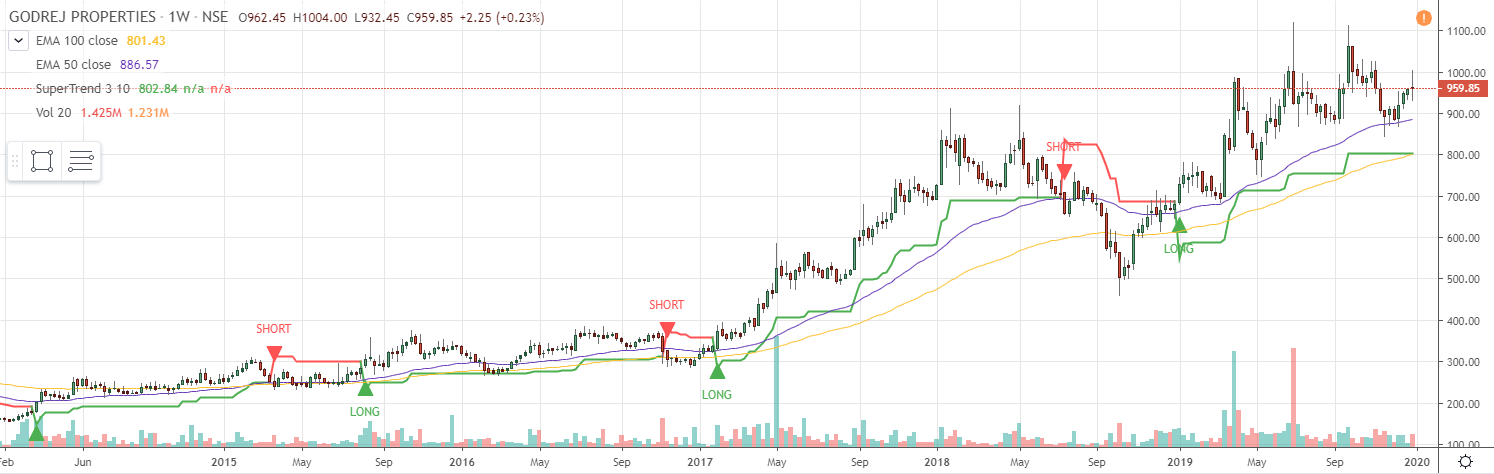 GODREJ PROPERTIES · 1W · NSE O962.45 H1004.00 L932.45 C959.85 +2.25 (+0.23%)
EMA 100 close 801.43
EMA 50 close 886.57
SuperTrend 3 10 802.84 n/a n/a
Vol 20 1.425M 1.231M
!
1100.00
1000.00
959.85
900.00
800.00
700.00
600.00
500.00
400.00
300.00
200.00
100.00
SHORT
LONG
SHORT
LONG
SHORT
LONG
Feb Jun 2015 May Sep 2016 May Sep 2017 May Sep 2018 May Sep 2019 May Sep 2020